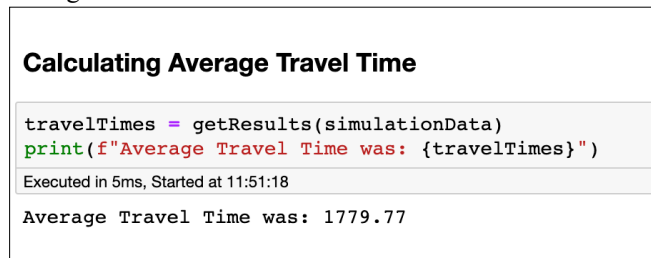 Calculating Average Travel Time
travelTimes = getResults(simulationData)
print(f"Average Travel Time was: {travelTimes}")
Executed in 5ms, Started at 11:51:18
Average Travel Time was: 1779.77